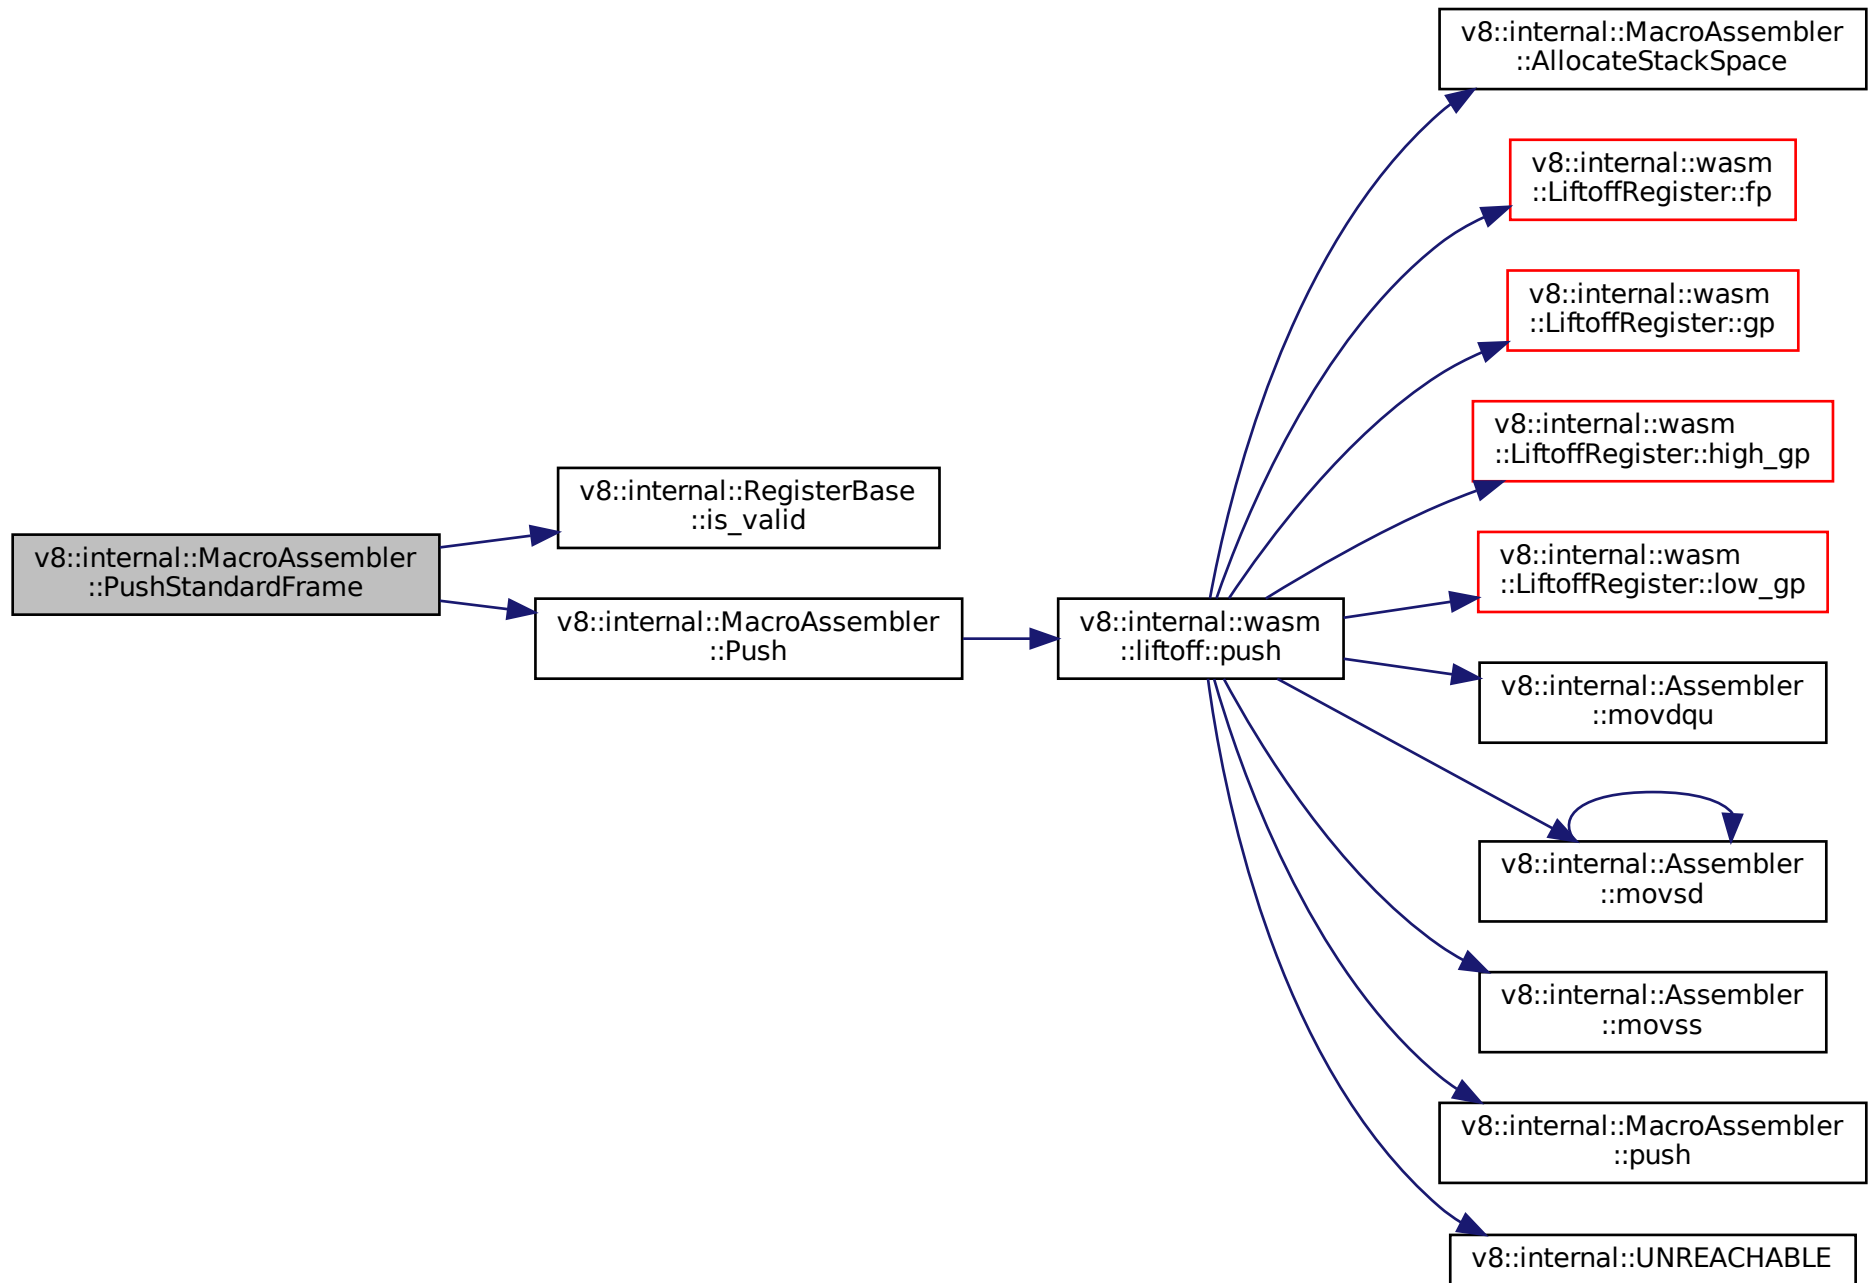 v8::internal::MacroAssembler
::PushStandardFrame
v8::internal::RegisterBase
::is_valid
v8::internal::MacroAssembler
::Push
v8::internal::wasm
::liftoff::push
v8::internal::MacroAssembler
::AllocateStackSpace
v8::internal::wasm
::LiftoffRegister::fp
v8::internal::wasm
::LiftoffRegister::gp
v8::internal::wasm
::LiftoffRegister::high_gp
v8::internal::wasm
::LiftoffRegister::low_gp
v8::internal::Assembler
::movdqu
v8::internal::Assembler
::movsd
v8::internal::Assembler
::movss
v8::internal::MacroAssembler
::push
v8::internal::UNREACHABLE